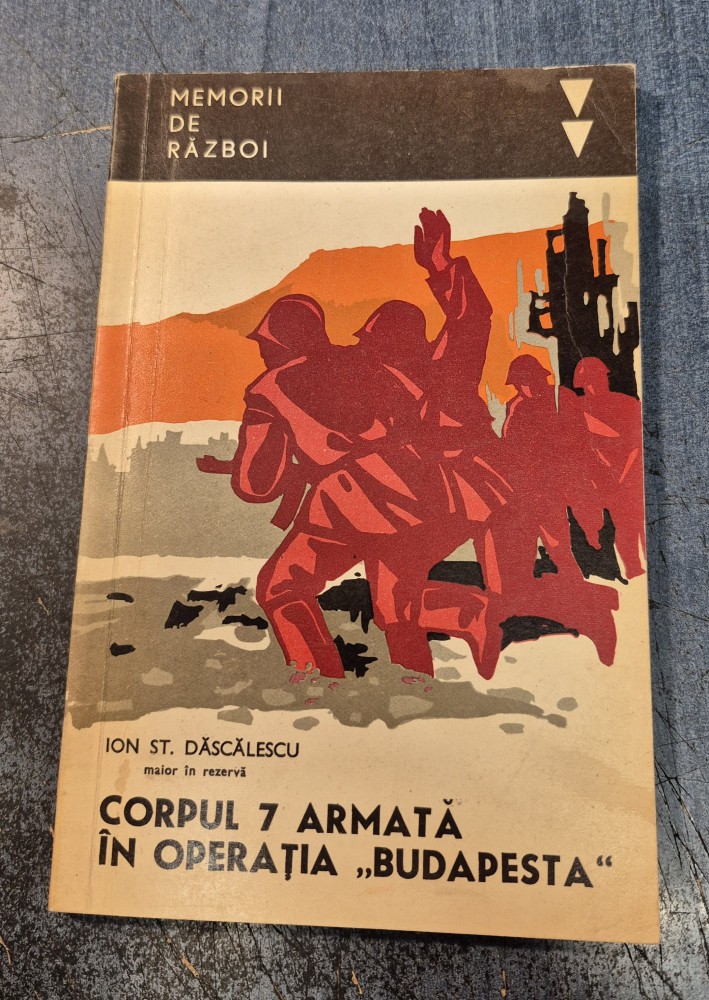 MEMORII
DE
RĂZBOI
ION ST. DĂSCĂLESCU
maior în rezervă
CORPUL 7 ARMATĂ
ÎN OPERAȚIA „BUDAPESTA“